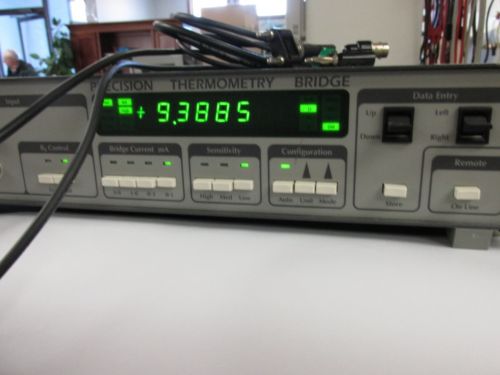 PRECISION THERMOMETRY BRIDGE
Input
+ 9.3885
Data Entry
Up
Left
Down
Right
Control
Bridge Current mA
Sensitivity
Configuration
Remote
High Med Low
Auto Unit Mode
Store
On Line